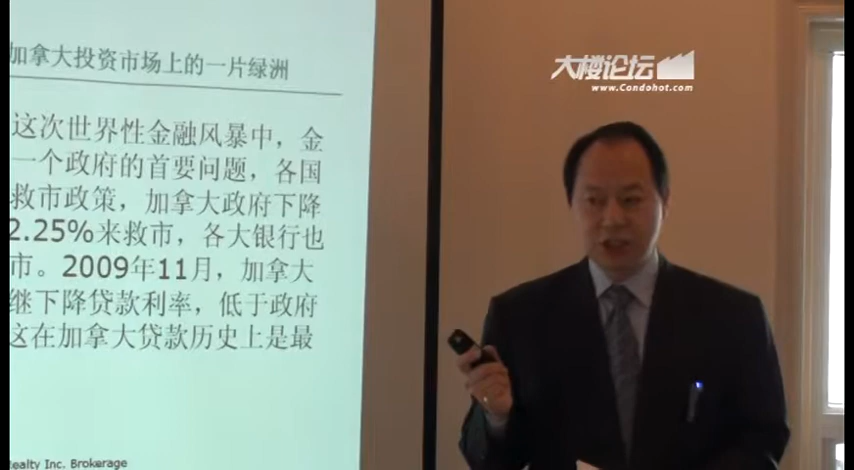 加拿大投资市场上的一片绿洲
这次世界性金融风暴中，金
一个政府的首要问题，各国
救市政策，加拿大政府下降
2.25%来救市，各大银行也
市。2009年11月，加拿大
继下降贷款利率，低于政府
这在加拿大贷款历史上是最
ealty Inc. Brokerage
大楼论坛
www.Condohot.com